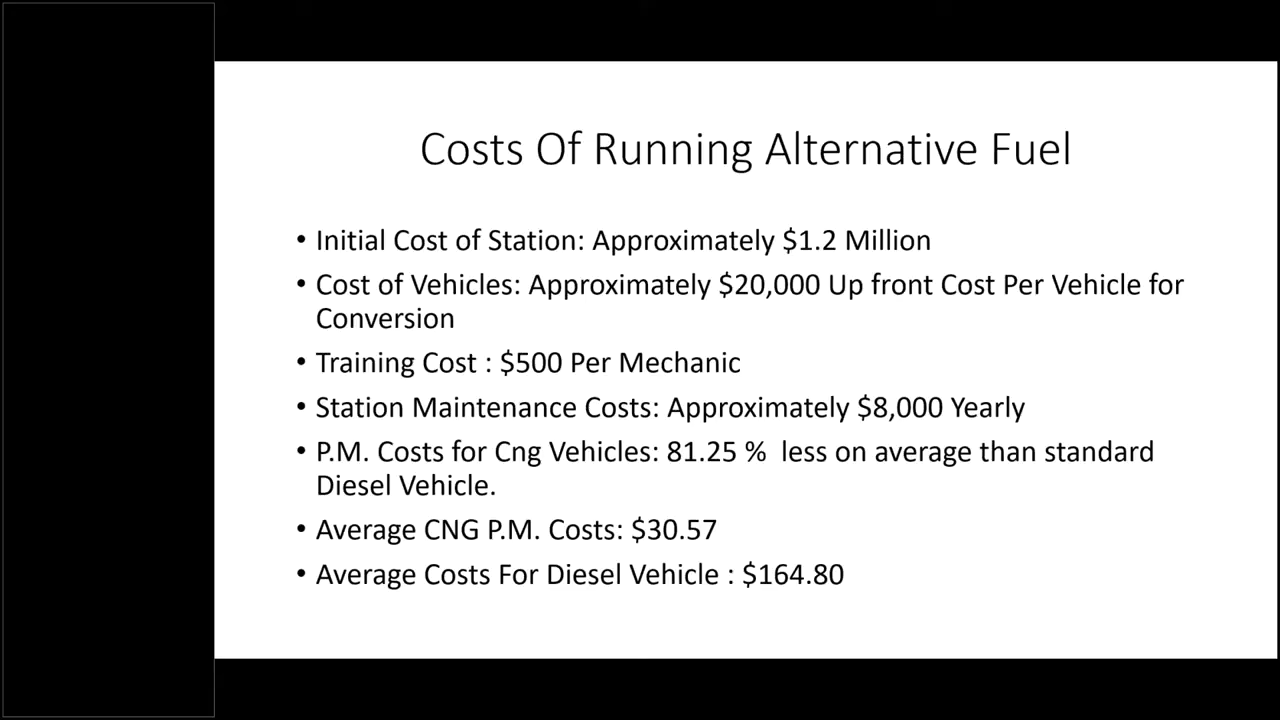 Costs Of Running Alternative Fuel
• Initial Cost of Station: Approximately $1.2 Million
• Cost of Vehicles: Approximately $20,000 Up front Cost Per Vehicle for
Conversion
• Training Cost : $500 Per Mechanic
• Station Maintenance Costs: Approximately $8,000 Yearly
• P.M. Costs for Cng Vehicles: 81.25 %  less on average than standard
Diesel Vehicle.
• Average CNG P.M. Costs: $30.57
• Average Costs For Diesel Vehicle : $164.80